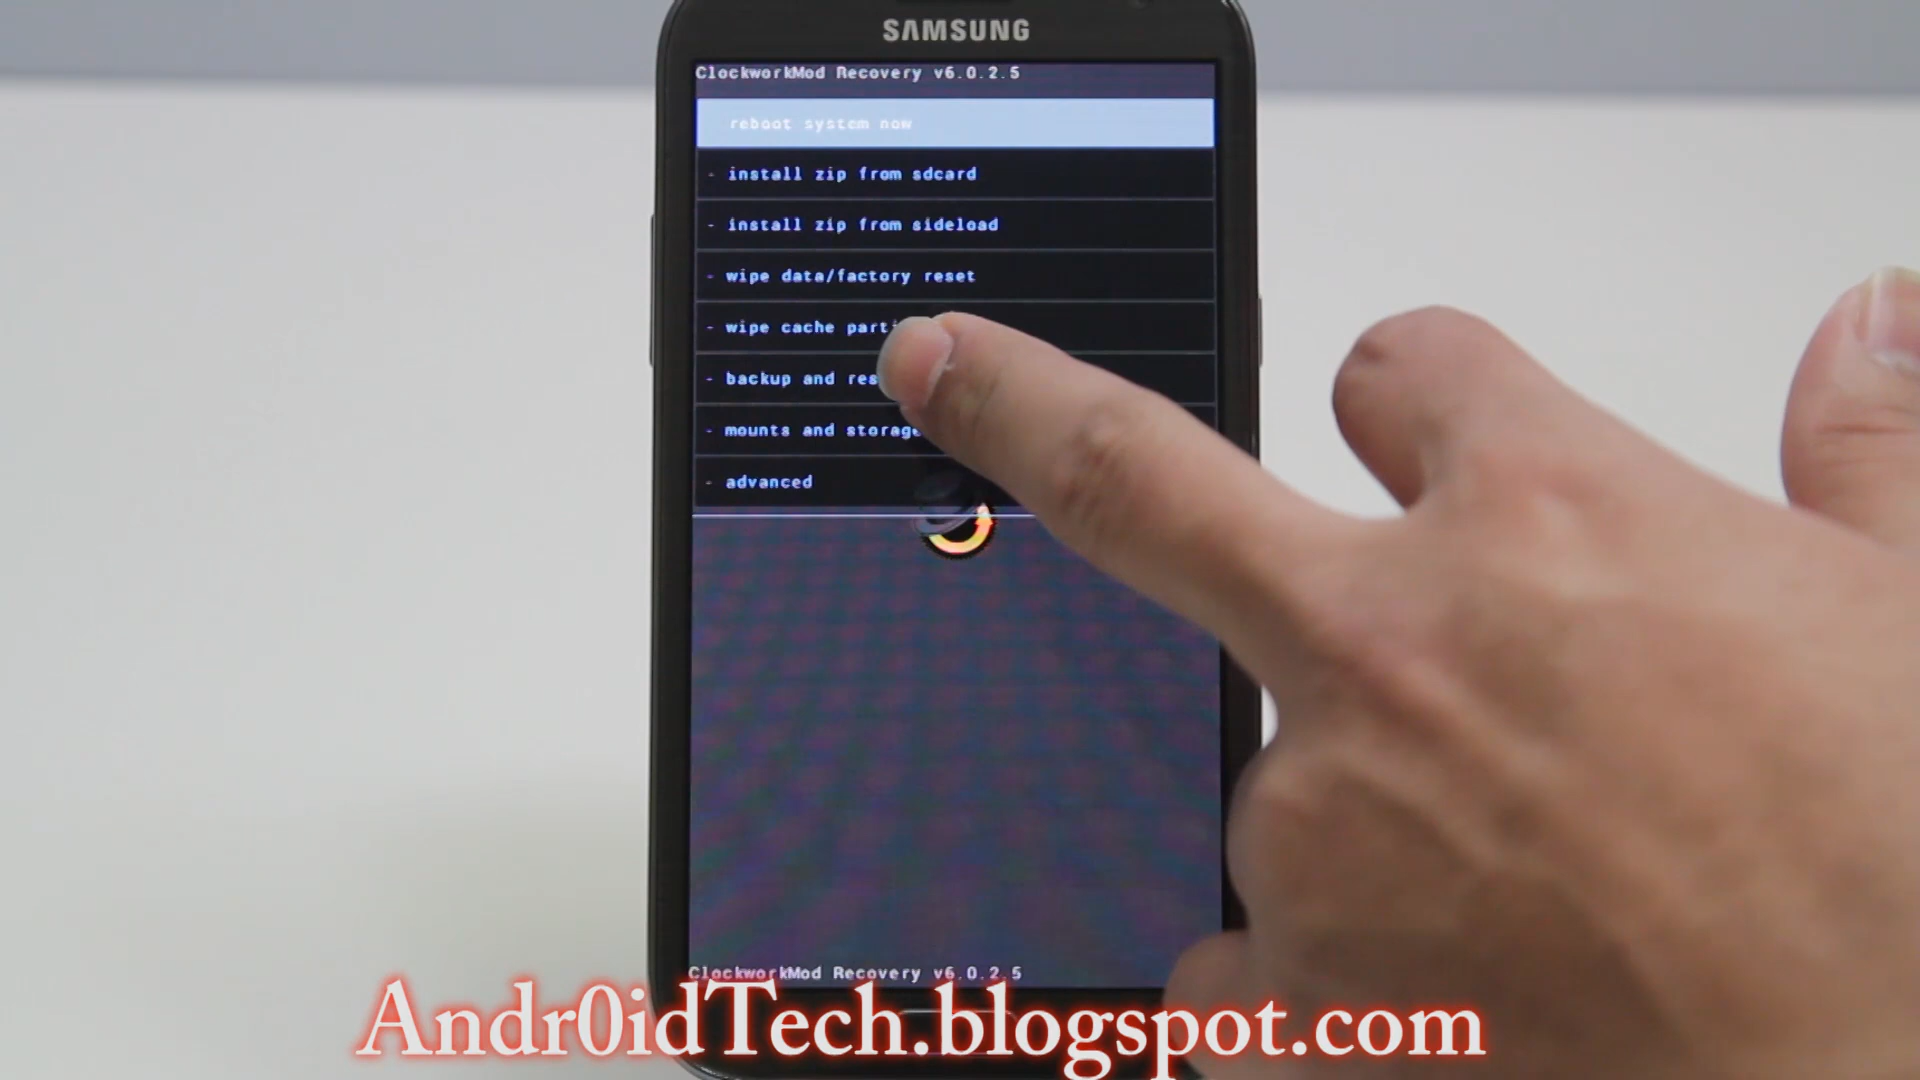 SAMSUNG
ClockworkMod Recovery v6.0.2.5
reboot system now
- install zip from sdcard
- install zip from sideload
- wipe data/factory reset
- wipe cache
- backup and
- mounts and storage
- advanced
ClockworkMod Recovery v6.0.2.5
Andr0idTech.blogspot.com